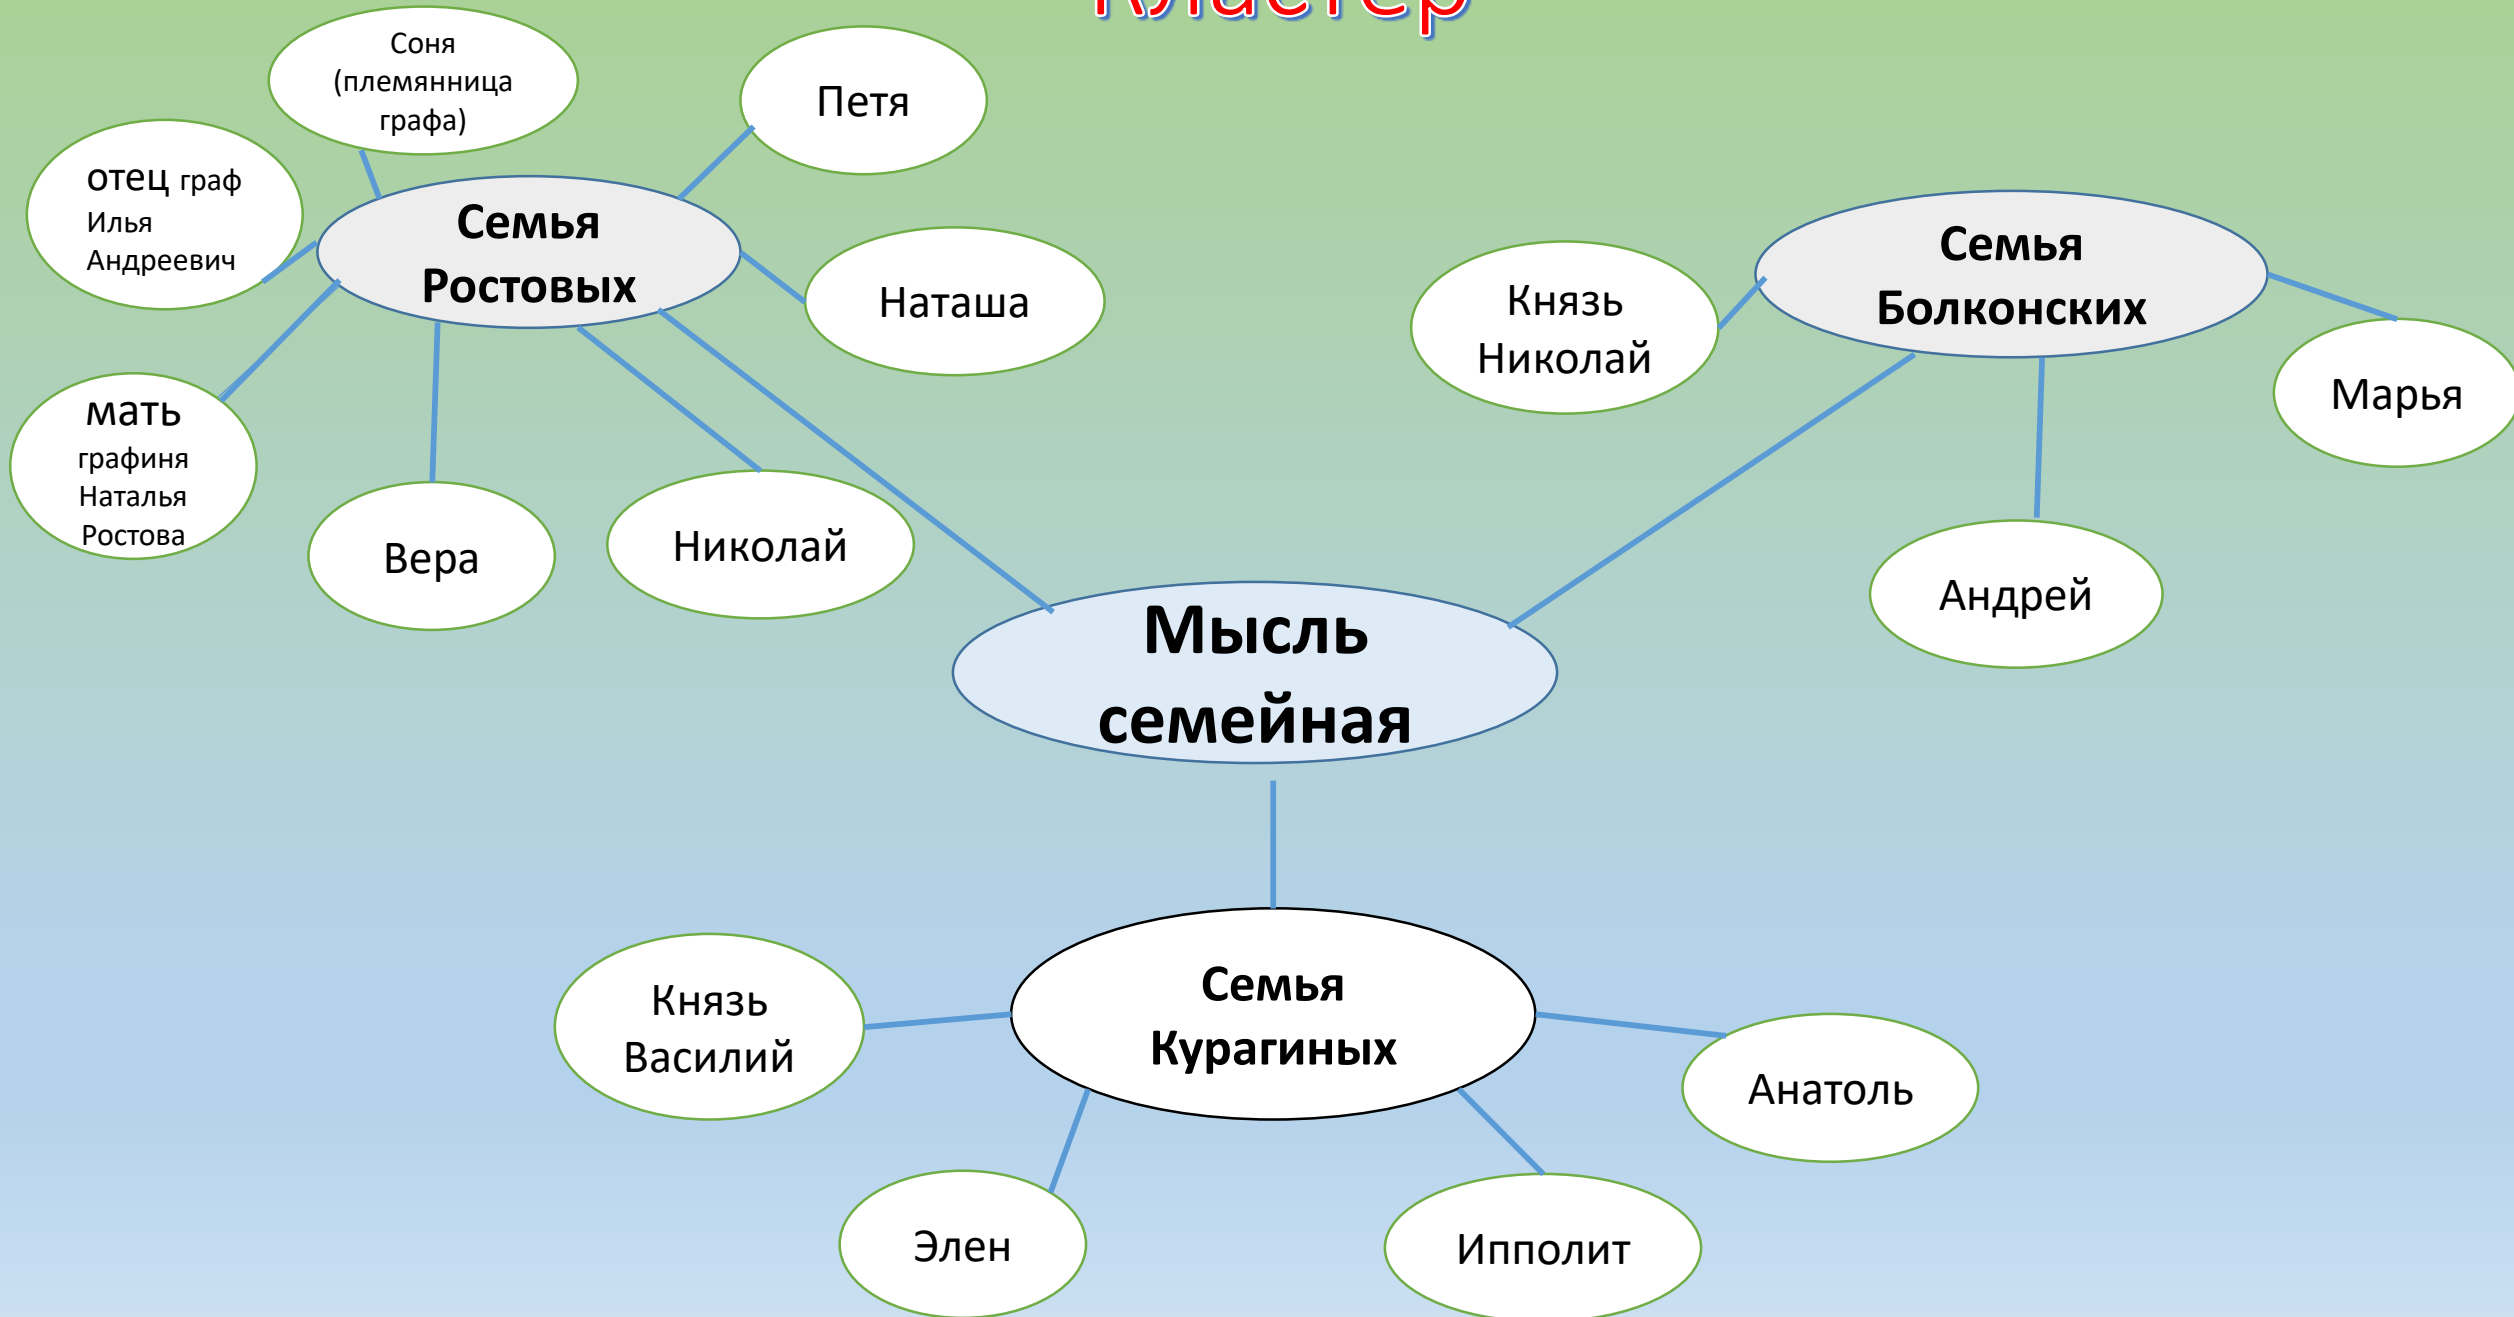 Кластер
Соня
(племянница
графа)
Петя
отец граф
Илья
Андреевич
Семья
Ростовых
Наташа
мать
графиня
Наталья
Ростова
Вера
Николай
Семья
Болконских
Князь
Николай
Марья
Андрей
Мысль
семейная
Семья
Курагиных
Князь
Василий
Анатоль
Элен
Ипполит